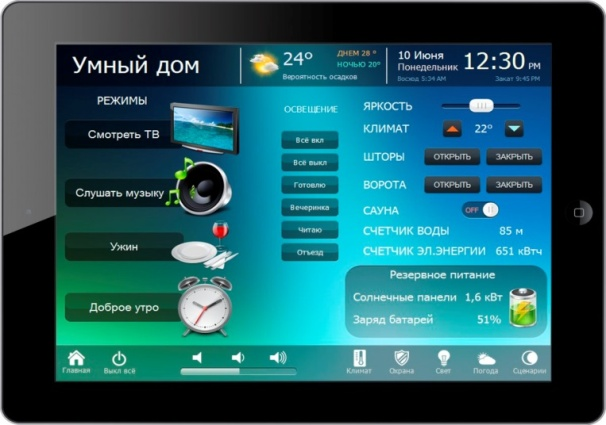 Умный дом
24°
ДНЕМ 28 °
НОЧЬЮ 20°
Вероятность осадков
10 Июня
Понедельник
12:30 PM
Восход 5:34 AM
Закат 9:45 PM
РЕЖИМЫ
Смотреть ТВ
Слушать музыку
Ужин
Доброе утро
ОСВЕЩЕНИЕ
Всё вкл
Всё выкл
Готовлю
Вечеринка
Читаю
Отъезд
ЯРКОСТЬ
КЛИМАТ 22°
ШТОРЫ ОТКРЫТЬ ЗАКРЫТЬ
ВОРОТА ОТКРЫТЬ ЗАКРЫТЬ
САУНА OFF
СЧЕТЧИК ВОДЫ 85 м
СЧЕТЧИК ЭЛ.ЭНЕРГИИ 651 кВтч
Резервное питание
Солнечные панели 1,6 кВт
Заряд батарей 51%
Главная
Выкл всё
Климат
Охрана
Свет
Погода
Сценарии